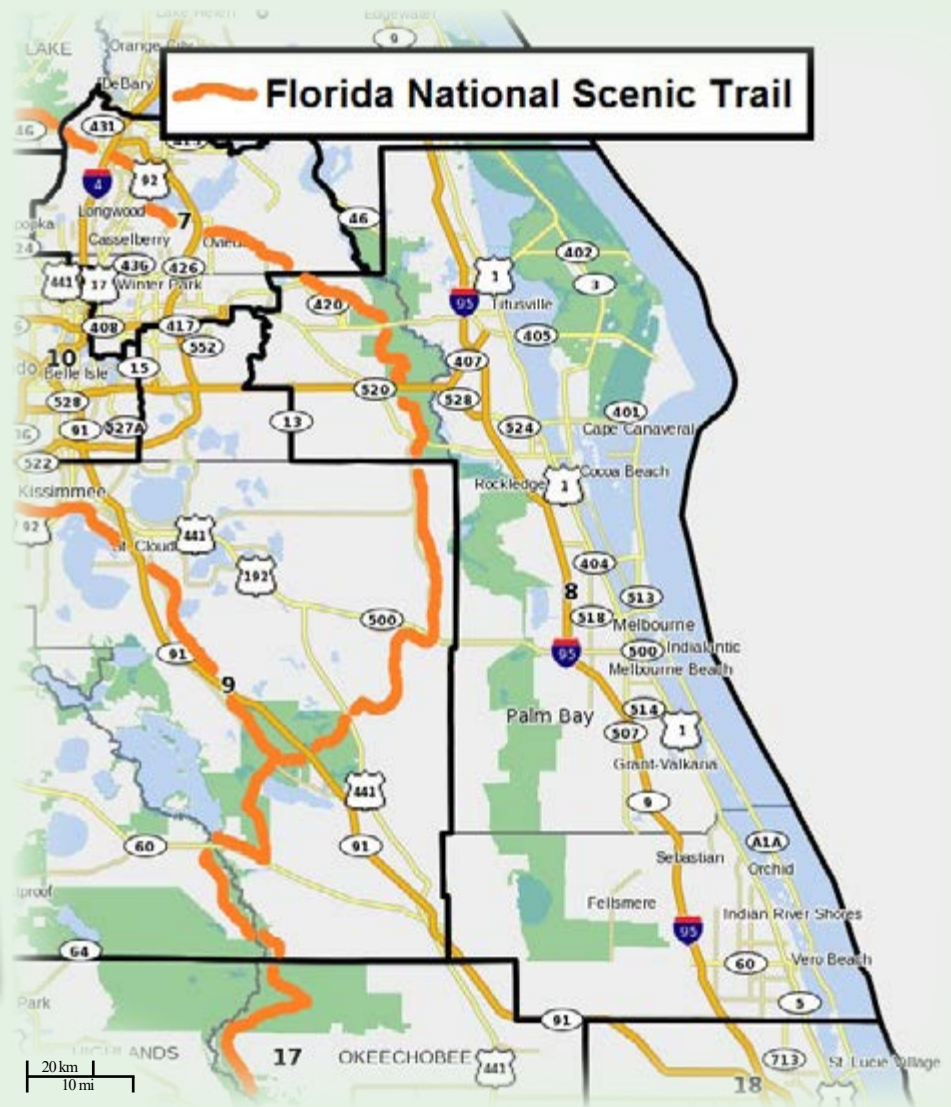 Edgewater
9
LAKE
Orange City
DeBary
Florida National Scenic Trail
46
431
4
92
Longwood
7
46
Casselberry
402
436
426
1
3
441
17
Winter Park
420
95
Titusville
408
417
405
552
10
15
407
Belle Isle
520
528
528
401
91
527A
13
524
Cape Canaveral
522
Cocoa Beach
Kissimmee
Rockledge
1
92
441
St. Cloud
404
192
8
513
500
518
Melbourne
91
95
500
Indialantic
9
Melbourne Beach
514
Palm Bay
507
1
Grant-Valkaria
441
9
60
91
A1A
Sebastian
Orchid
Fellsmere
Indian River Shores
95
64
60
Vero Beach
Park
5
91
HIGHLANDS
17
OKEECHOBEE
441
713
St. Lucie Village
20 km
10 mi
18
1